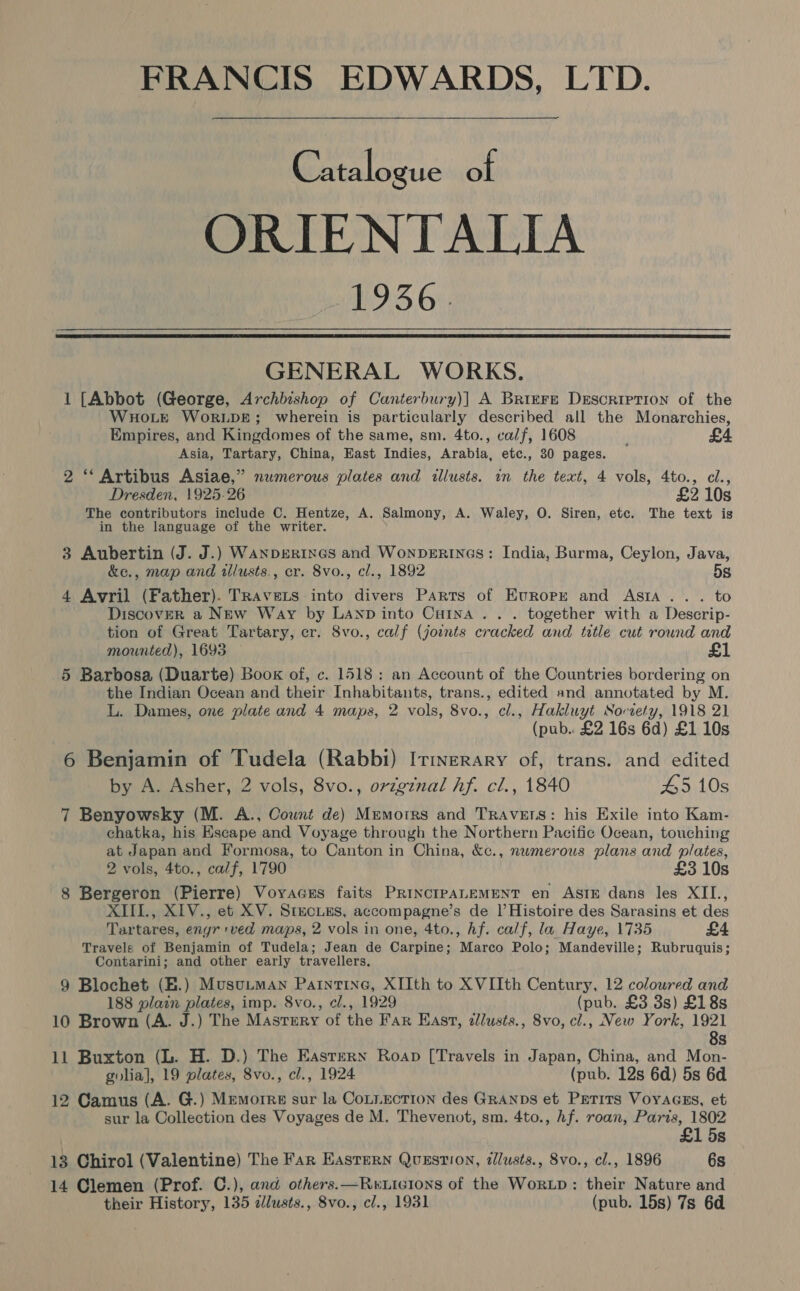 FRANCIS EDWARDS, LTD.
Catalogue of
ORIENTALIA
1936.
GENERAL WORKS.
1 [Abbot (George, Archbishop of Canterbury)] A BRIEFE DESCRIPTION of the
WHOLE WORLDE; wherein is particularly described all the Monarchies,
Empires, and Kingdomes of the same, sm. 4to., calf, 1608 £4
Asia, Tartary, China, East Indies, Arabia, etc., 30 pages.
2 “Artibus Asiae,” numerous plates and illusts. in the text, 4 vols, 4to., cl.,
Dresden, 1925-26 £2 10s
The contributors include C. Hentze, A. Salmony, A. Waley, O. Siren, etc. The text is
in the language of the writer.
3 Aubertin (J. J.) WANDERINGS and WONDERINGS: India, Burma, Ceylon, Java,
&c., map and illusts., cr. 8vo., cl., 1892 5s
4 Avril (Father). TRAVELS into divers PARTS of EUROPE and ASIA . . . to
DISCOVER a NEW WAY by LAND into CHINA . . . together with a Descrip-
tion of Great Tartary, cr. 8vo., calf (joints cracked and title cut round and
mounted), 1693 £1
5 Barbosa (Duarte) BOOK of, c. 1518: an Account of the Countries bordering on
the Indian Ocean and their Inhabitants, trans., edited and annotated by M.
L. Dames, one plate and 4 maps, 2 vols, 8vo., cl., Hakluyt Society, 1918 21
(pub. £2 16s 6d) £1 10s
6 Benjamin of Tudela (Rabbi) ITINERARY of, trans. and edited
by A. Asher, 2 vols, 8vo., original hf. cl., 1840 £5 10s
7 Benyowsky (M. A., Count de) MEMOIRS and TRAVELS: his Exile into Kam-
chatka, his Escape and Voyage through the Northern Pacific Ocean, touching
at Japan and Formosa, to Canton in China, &c., numerous plans and plates,
2 vols, 4to., calf, 1790 £3 10s
8 Bergeron (Pierre) VOYAGES faits PRINCIPALEMENT en ASIE dans les XII.,
XIII., XIV., et XV. SIECLES, accompagne's de l'Histoire des Sarasins et des
Tartares, engraved maps, 2 vols in one, 4to., hf. calf, la Haye, 1735 £4
Travels of Benjamin of Tudela; Jean de Carpine; Marco Polo; Mandeville; Rubruquis;
Contarini; and other early travellers.
9 Blochet (E.) MUSULMAN PAINTING, XIIth to XVIIth Century, 12 coloured and
188 plain plates, imp. 8vo., cl., 1929 (pub. £3 3s) £1 8s
10 Brown (A. J.) The MASTERY of the FAR EAST, illusts., 8vo, cl., New York, 1921
8s
11 Buxton (L. H. D.) The EASTERN ROAD [Travels in Japan, China, and Mon-
golia], 19 plates, 8vo., cl., 1924 (pub. 12s 6d) 5s 6d
12 Camus (A. G.) MEMOIRE sur la COLLECTION des GRANDS et PETITS VOYAGES, et
sur la Collection des Voyages de M. Thevenot, sm. 4to., hf. roan, Paris, 1802
£1 5s
13 Chirol (Valentine) The FAR EASTERN QUESTION, illusts., 8vo., cl., 1896 6s
14 Clemen (Prof. C.), and others.—RELIGIONS of the WORLD: their Nature and
their History, 135 illusts., 8vo., cl., 1931 (pub. 15s) 7s 6d